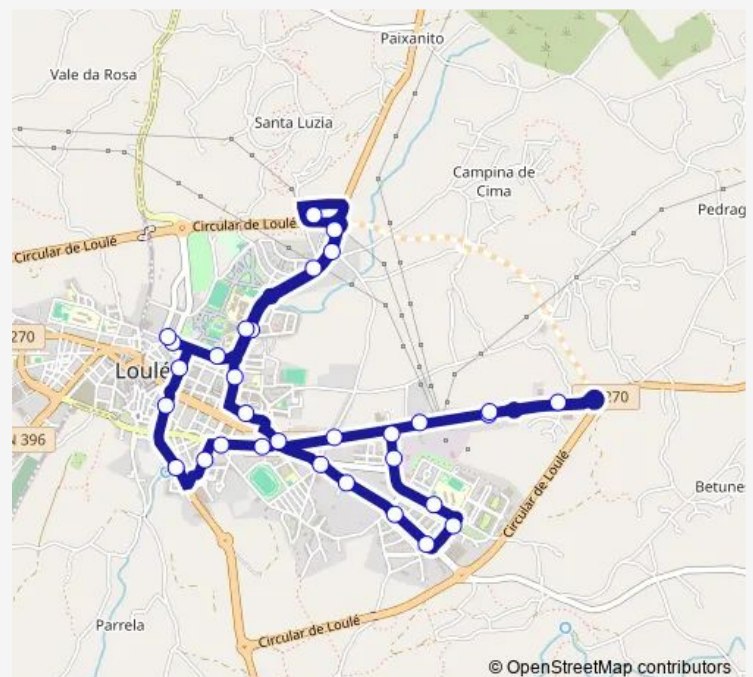 Paixanito
Vale da Rosa
Santa Luzia
Campina de
Cima
Pedrag
Circular de Loulé
Circular de Loulé
270
Loulé
270
N 396
Circular de Loulé
Betunes
Parrela
Circular de Loulé
© OpenStreetMap contributors